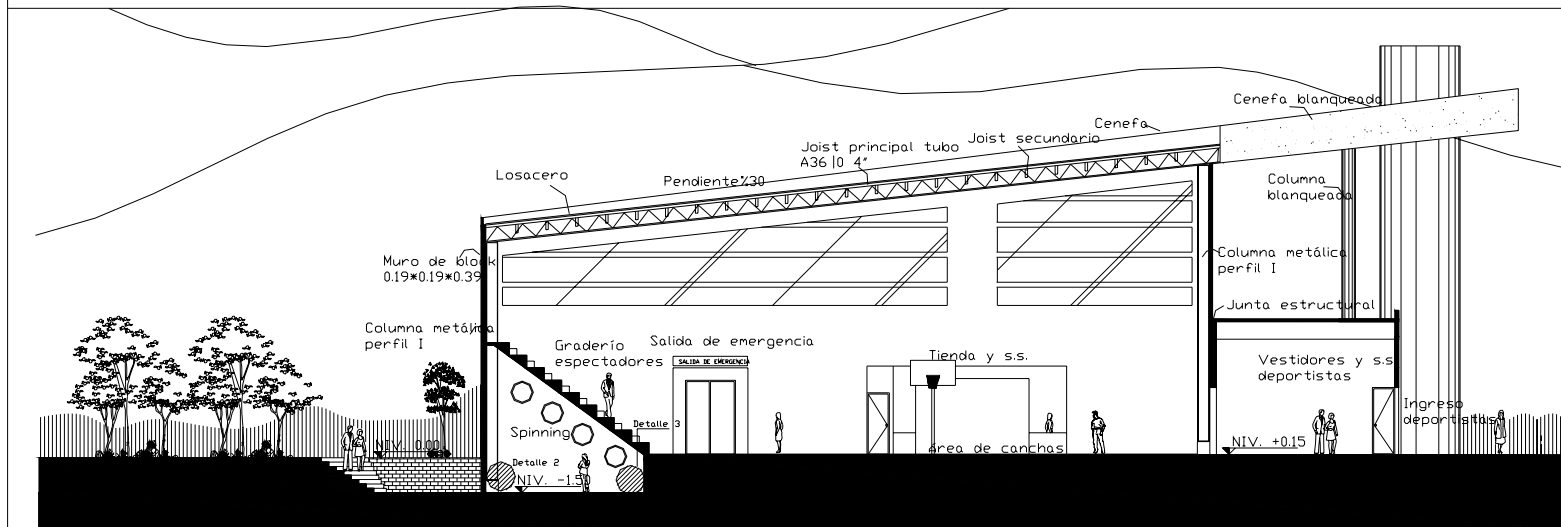 Cenefa blanqueada
Cenefa
Joist secundario
Joist principal tubo
A36 |0 4"
Pendiente%30
Losacero
Columna
blanqueada
Muro de block
0.19*0.19*0.39
Columna metálica
perfil I
Junta estructural
Columna metálica
perfil I
Graderío
espectadores
Salida de emergencia
SALIDA DE EMERGENCIA
Tienda y s.s.
Vestidores y s.s
deportistas
Ingreso
deportistas
Spinning
Detalle 3
NIV. 0.00
NIV. +0.15
Área de canchas
Detalle 2
NIV. -1.50